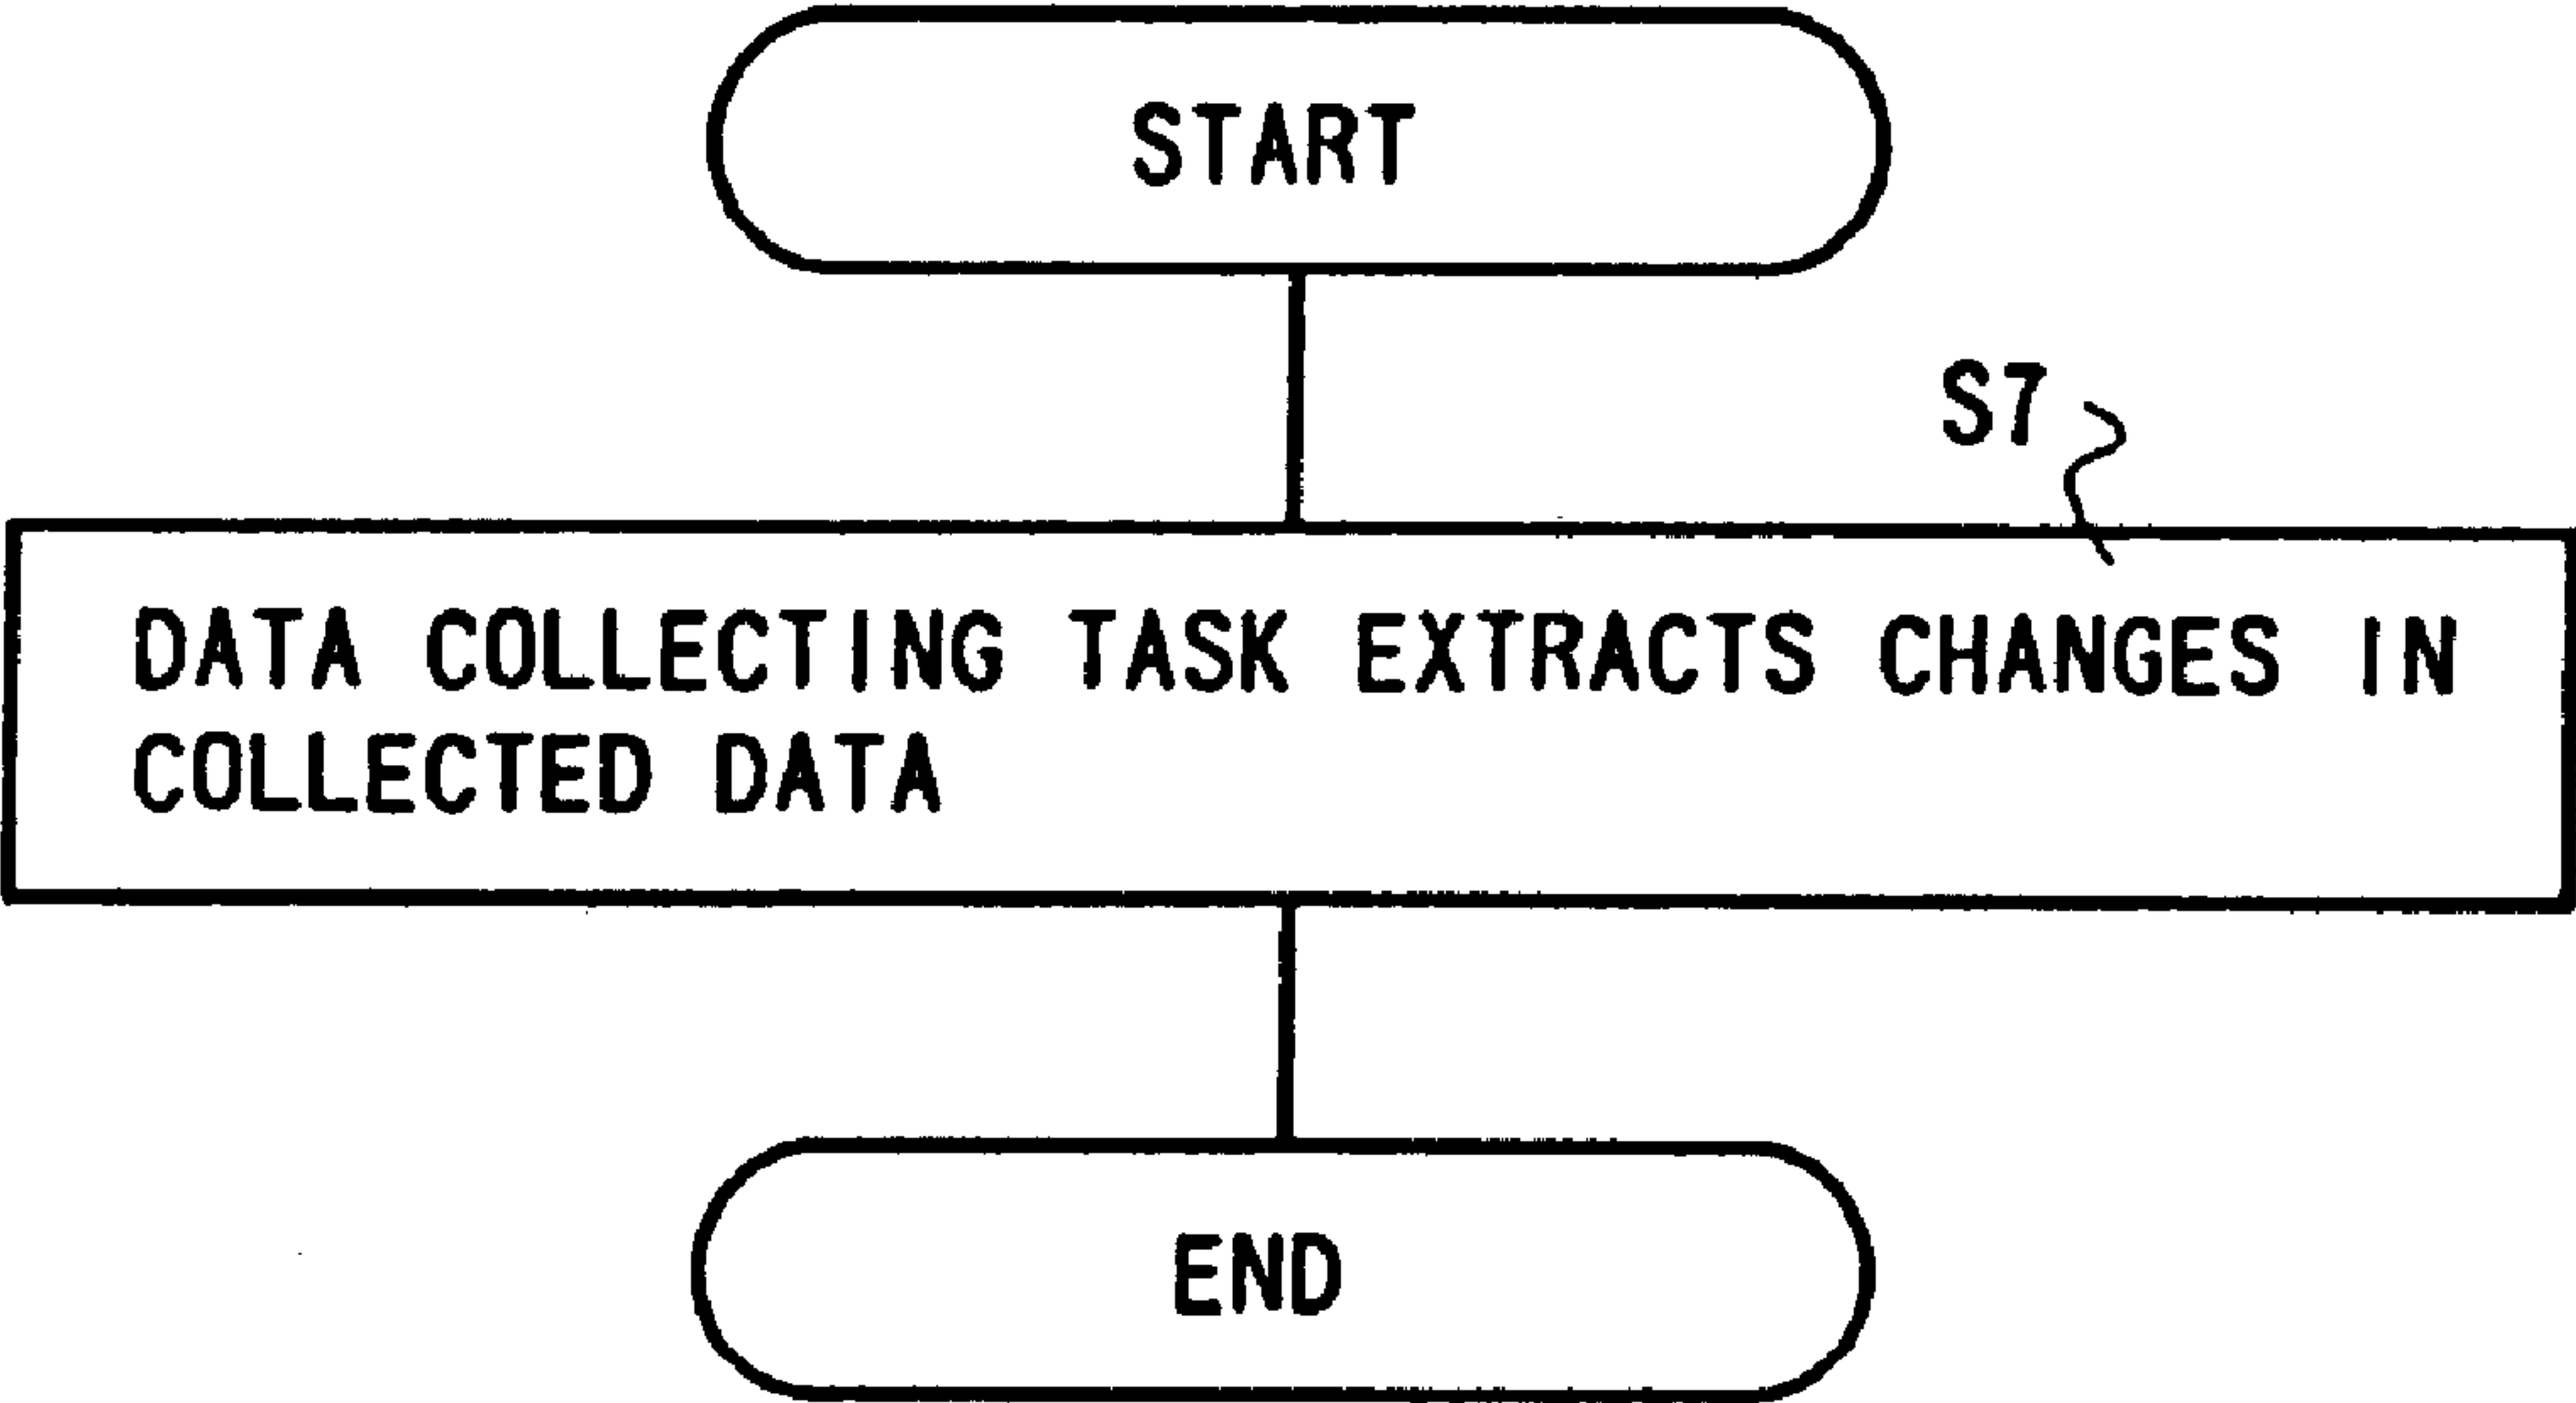 START
S7
DATA COLLECTING TASK EXTRACTS CHANGES IN
COLLECTED DATA
END